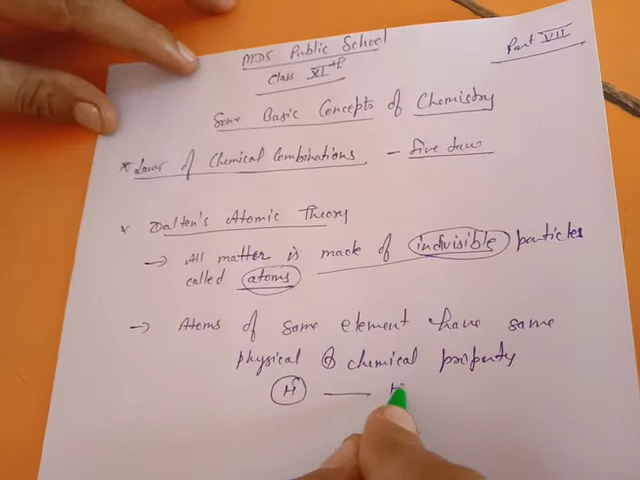 MDS Public School
Part VII
Class XIth
Some Basic Concepts of Chemistry
* Laws of Chemical Combinations - five laws
* Dalton's Atomic Theory
→ All matter is made of indivisible particles
called atoms
→ Atoms of same element have same
physical & chemical property
H — H